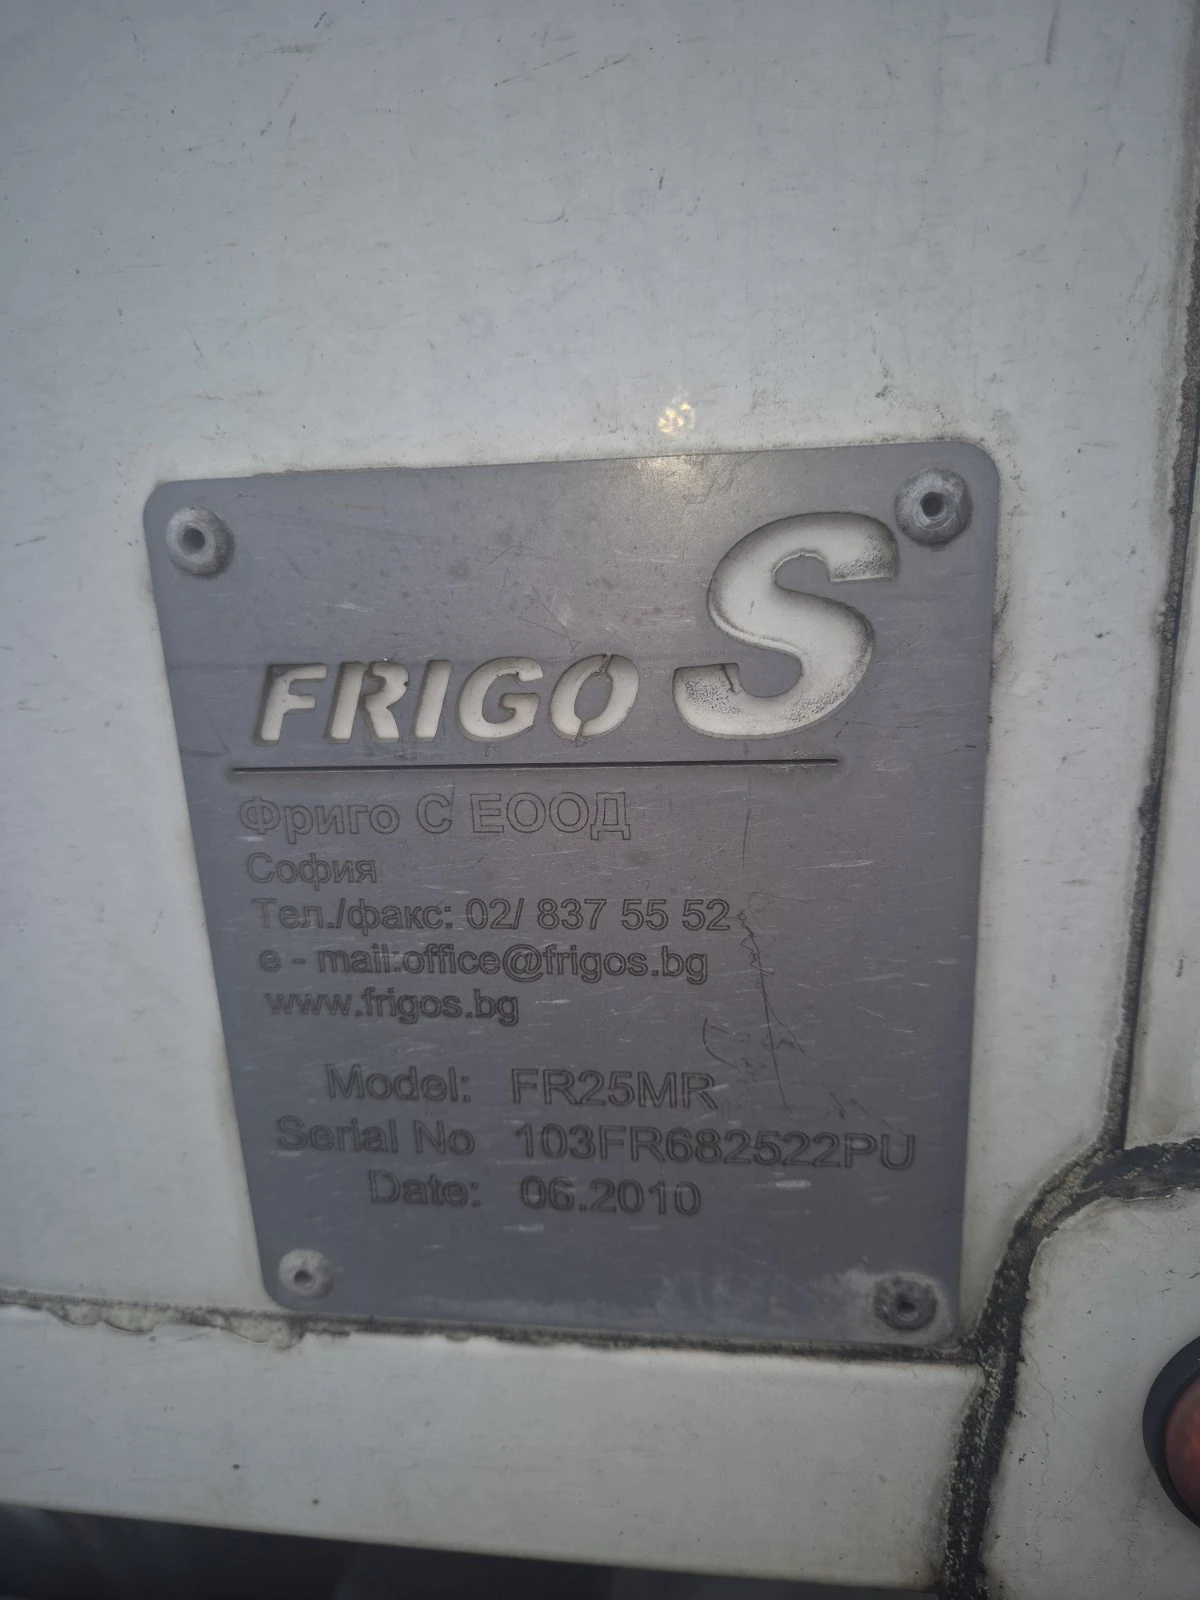 FRIGO S
Фриго С ЕООД
София
Тел./факс: 02/ 837 55 52
e - mail:office@frigos.bg
www.frigos.bg
Model: FR25MR
Serial No 103FR682522PU
Date: 06.2010